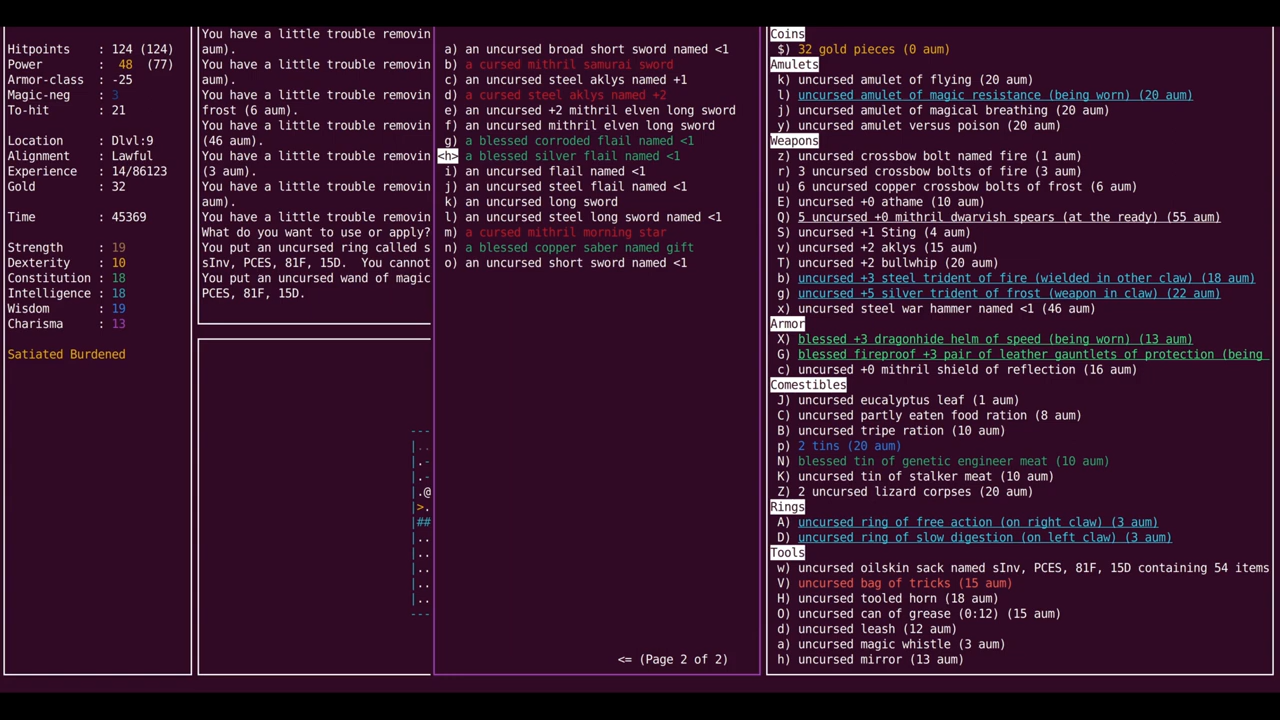 Hitpoints : 124 (124)
Power : 48 (77)
Armor-class : -25
Magic-neg : 3
To-hit : 21
Location : Dlvl:9
Alignment : Lawful
Experience : 14/86123
Gold : 32
Time : 45369
Strength : 19
Dexterity : 10
Constitution : 18
Intelligence : 18
Wisdom : 19
Charisma : 13
Satiated Burdened
You have a little trouble removin
aum).
You have a little trouble removin
aum).
You have a little trouble removin
frost (6 aum).
You have a little trouble removin
(46 aum).
You have a little trouble removin
(3 aum).
You have a little trouble removin
aum).
You have a little trouble removin
What do you want to use or apply?
You put an uncursed ring called s
sInv, PCES, 81F, 15D. You cannot
You put an uncursed wand of magic
PCES, 81F, 15D.
---
|..
|.-
|.-
|.@
>.
|##
|..
|..
|..
|..
|..
---
a) an uncursed broad short sword named <1
b) a cursed mithril samurai sword
c) an uncursed steel aklys named +1
d) a cursed steel aklys named +2
e) an uncursed +2 mithril elven long sword
f) an uncursed mithril elven long sword
g) a blessed corroded flail named <1
<h> a blessed silver flail named <1
i) an uncursed flail named <1
j) an uncursed steel flail named <1
k) an uncursed long sword
l) an uncursed steel long sword named <1
m) a cursed mithril morning star
n) a blessed copper saber named gift
o) an uncursed short sword named <1
<= (Page 2 of 2)
Coins
$) 32 gold pieces (0 aum)
Amulets
k) uncursed amulet of flying (20 aum)
l) uncursed amulet of magic resistance (being worn) (20 aum)
j) uncursed amulet of magical breathing (20 aum)
y) uncursed amulet versus poison (20 aum)
Weapons
z) uncursed crossbow bolt named fire (1 aum)
r) 3 uncursed crossbow bolts of fire (3 aum)
u) 6 uncursed copper crossbow bolts of frost (6 aum)
E) uncursed +0 athame (10 aum)
Q) 5 uncursed +0 mithril dwarvish spears (at the ready) (55 aum)
S) uncursed +1 Sting (4 aum)
v) uncursed +2 aklys (15 aum)
T) uncursed +2 bullwhip (20 aum)
b) uncursed +3 steel trident of fire (wielded in other claw) (18 aum)
g) uncursed +5 silver trident of frost (weapon in claw) (22 aum)
x) uncursed steel war hammer named <1 (46 aum)
Armor
X) blessed +3 dragonhide helm of speed (being worn) (13 aum)
G) blessed fireproof +3 pair of leather gauntlets of protection (being
c) uncursed +0 mithril shield of reflection (16 aum)
Comestibles
J) uncursed eucalyptus leaf (1 aum)
C) uncursed partly eaten food ration (8 aum)
B) uncursed tripe ration (10 aum)
p) 2 tins (20 aum)
N) blessed tin of genetic engineer meat (10 aum)
K) uncursed tin of stalker meat (10 aum)
Z) 2 uncursed lizard corpses (20 aum)
Rings
A) uncursed ring of free action (on right claw) (3 aum)
D) uncursed ring of slow digestion (on left claw) (3 aum)
Tools
w) uncursed oilskin sack named sInv, PCES, 81F, 15D containing 54 items
V) uncursed bag of tricks (15 aum)
H) uncursed tooled horn (18 aum)
O) uncursed can of grease (0:12) (15 aum)
d) uncursed leash (12 aum)
a) uncursed magic whistle (3 aum)
h) uncursed mirror (13 aum)